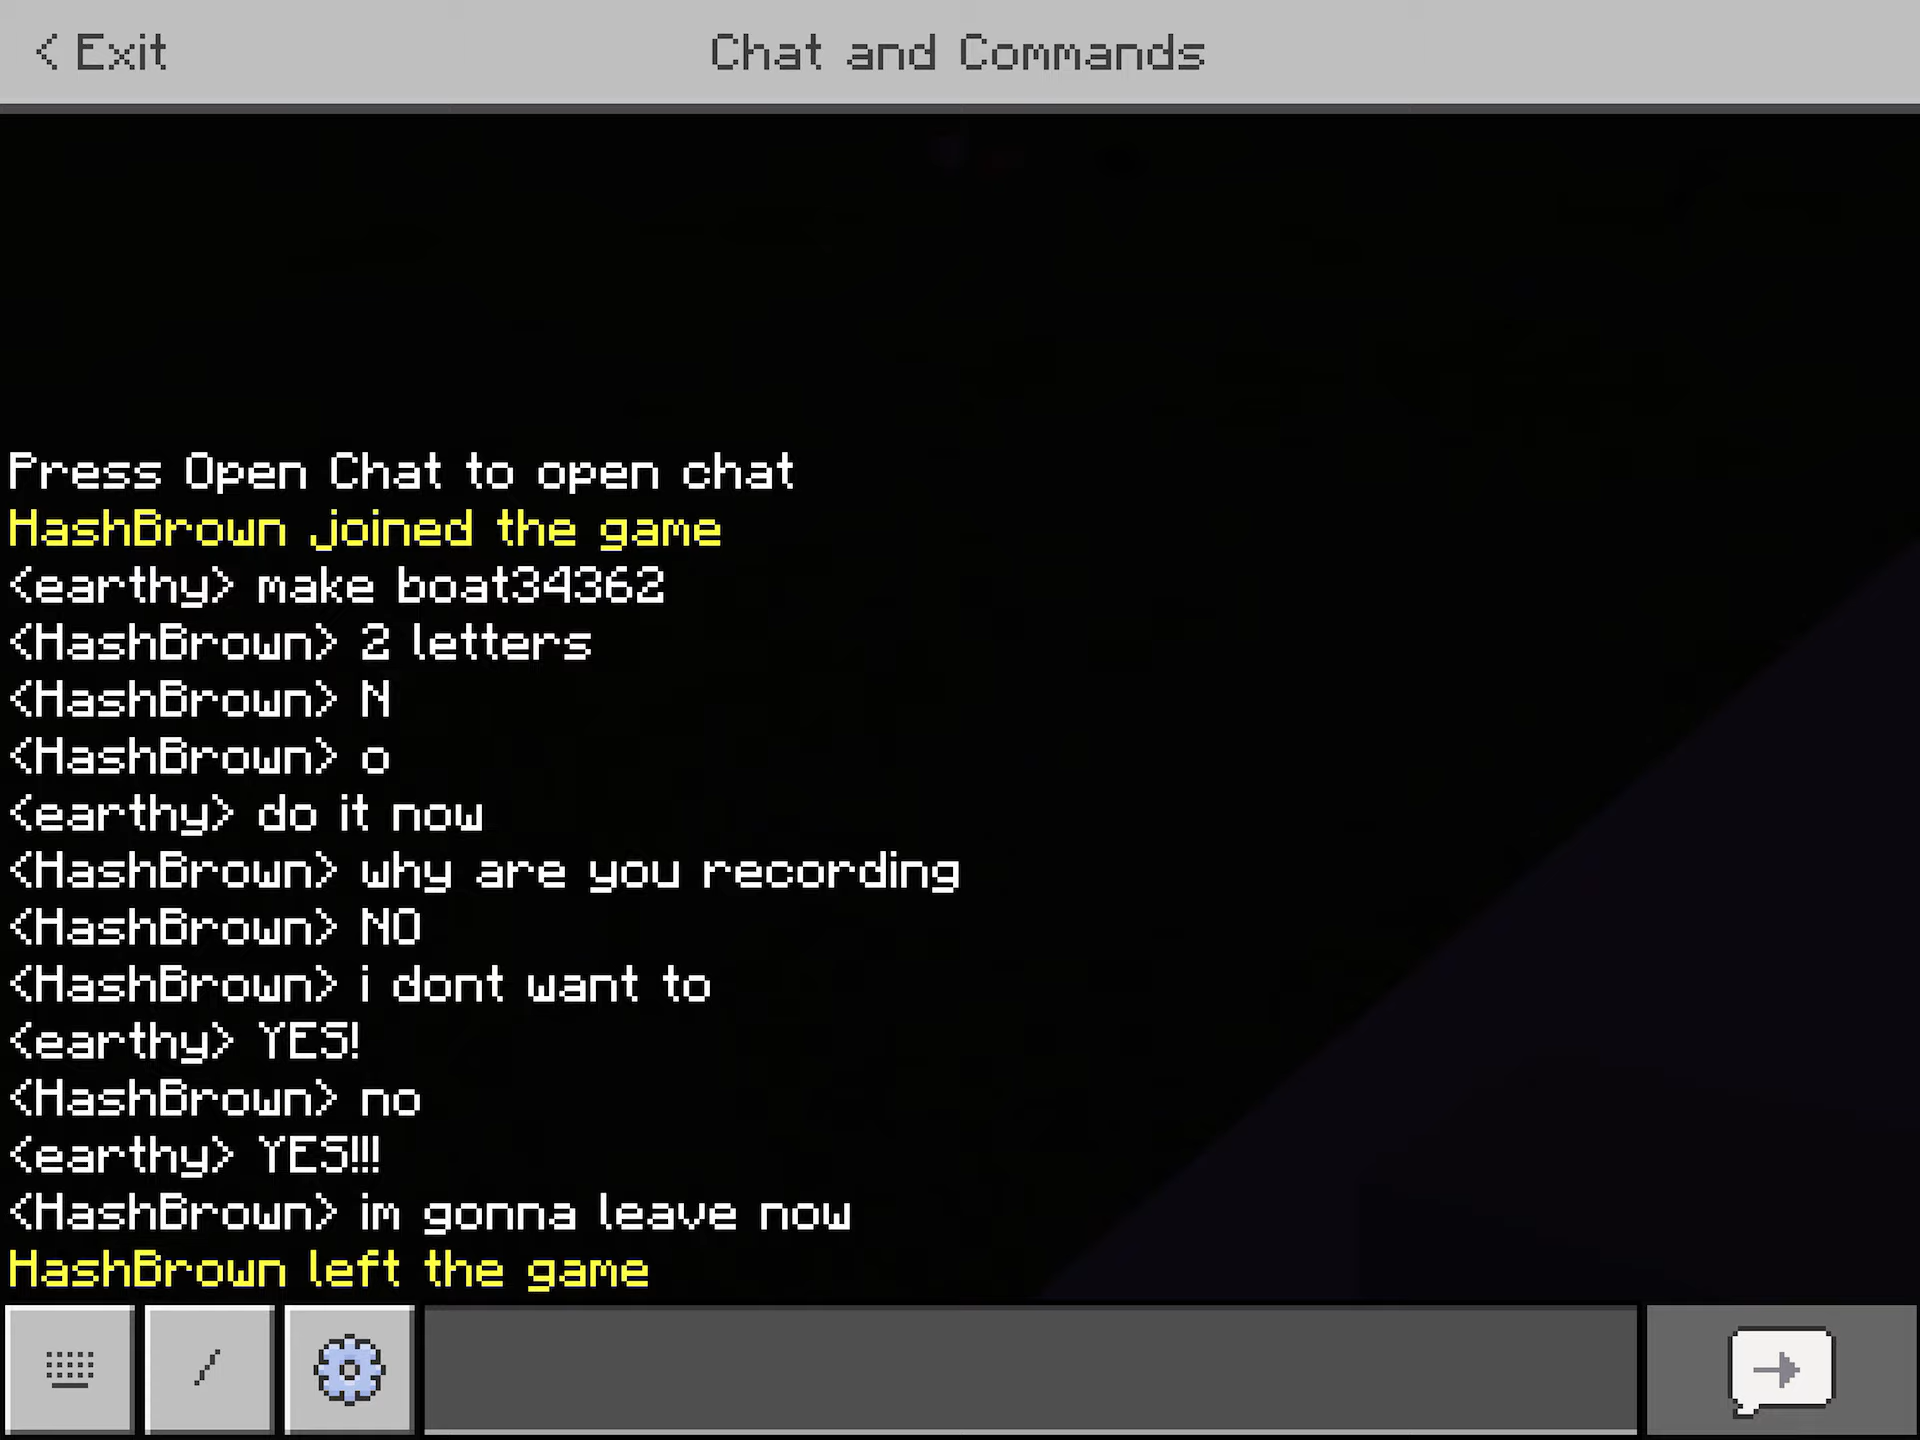 < Exit
Chat and Commands
Press Open Chat to open chat
HashBrown joined the game
<earthy> make boat34362
<HashBrown> 2 letters
<HashBrown> N
<HashBrown> o
<earthy> do it now
<HashBrown> why are you recording
<HashBrown> NO
<HashBrown> i dont want to
<earthy> YES!
<HashBrown> no
<earthy> YES!!!
<HashBrown> im gonna leave now
HashBrown left the game
/